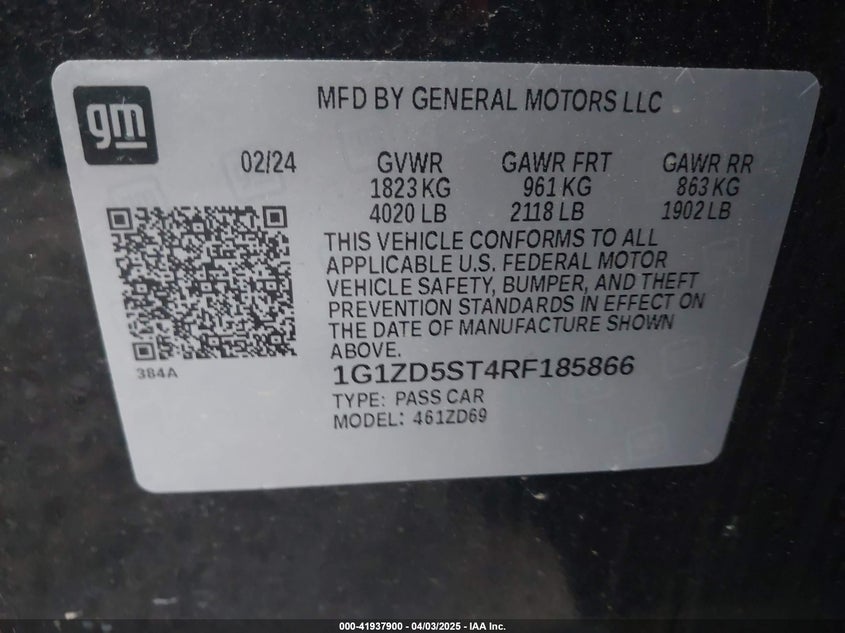 gm
MFD BY GENERAL MOTORS LLC
02/24 GVWR GAWR FRT GAWR RR
1823 KG 961 KG 863 KG
4020 LB 2118 LB 1902 LB
THIS VEHICLE CONFORMS TO ALL
APPLICABLE U.S. FEDERAL MOTOR
VEHICLE SAFETY, BUMPER, AND THEFT
PREVENTION STANDARDS IN EFFECT ON
THE DATE OF MANUFACTURE SHOWN
ABOVE.
384A
1G1ZD5ST4RF185866
TYPE: PASS CAR
MODEL: 461ZD69
000-41937900 - 04/03/2025 - IAA Inc.